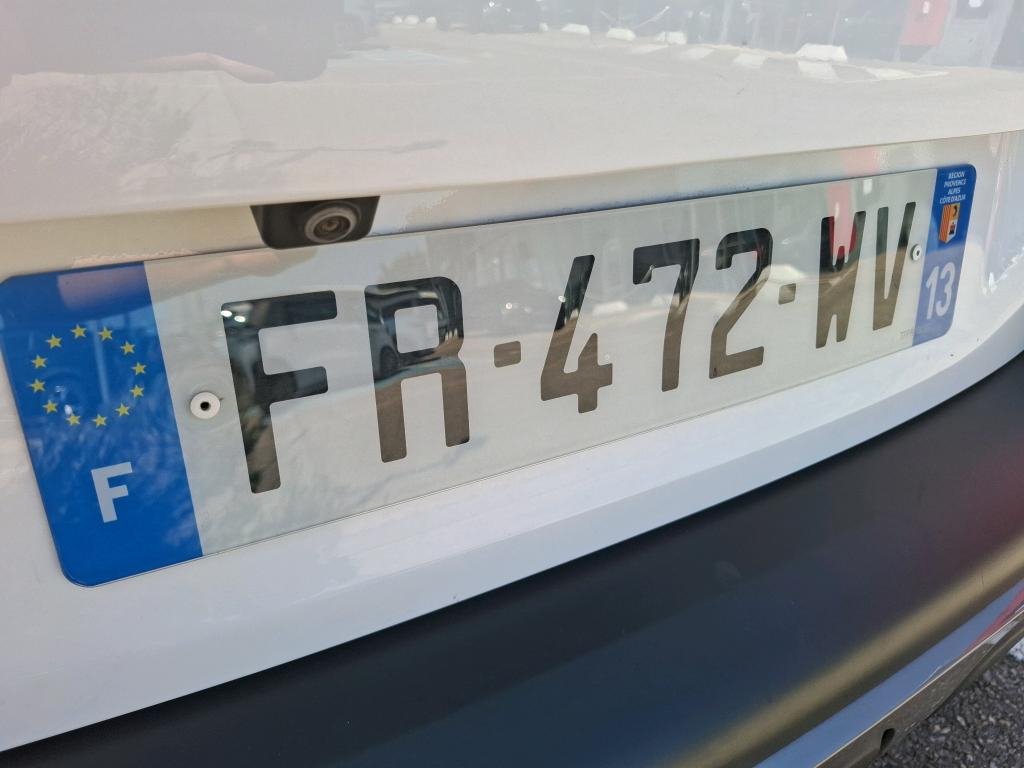 F
FR-472-WV
RÉGION
PROVENCE
ALPES
CÔTE D'AZUR
13